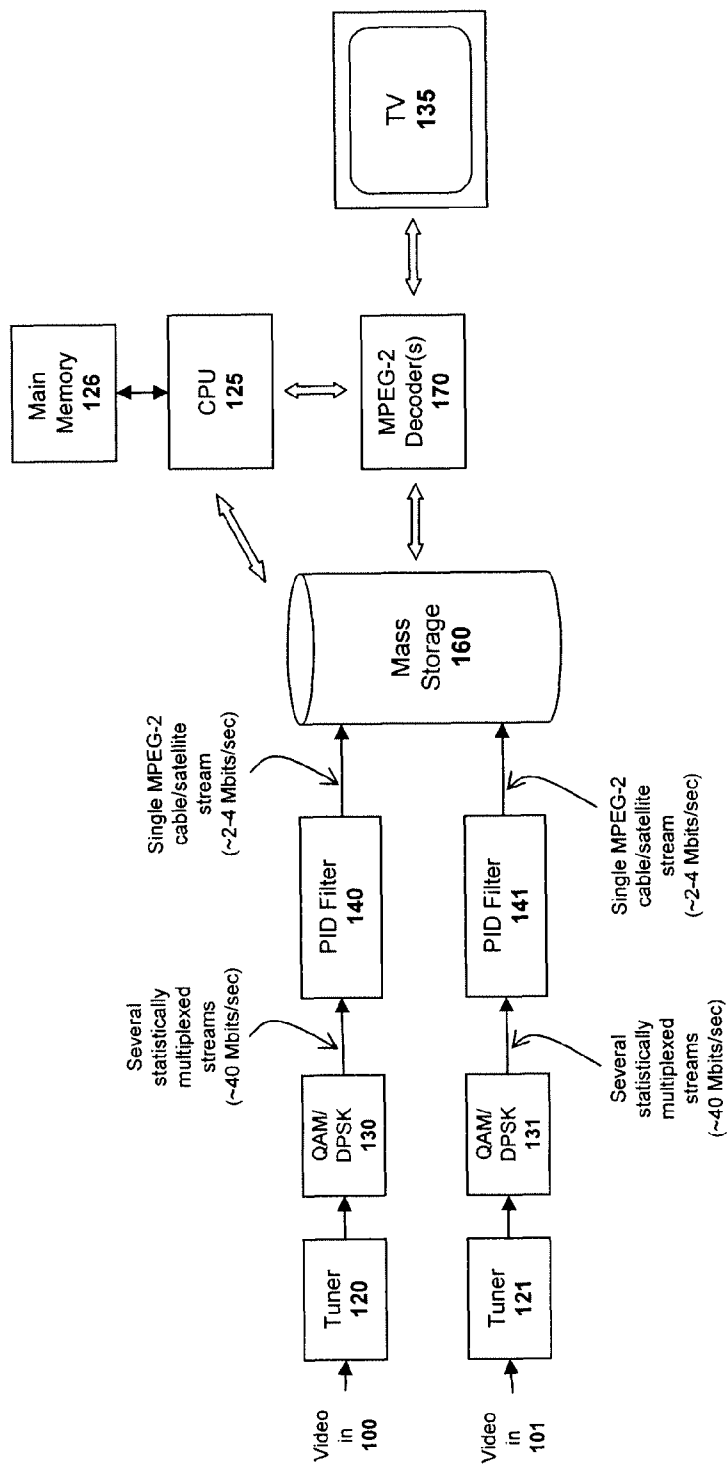 Video
in
100
Tuner
120
QAM/
DPSK
130
Several
statistically
multiplexed
streams
(~40 Mbits/sec)
PID Filter
140
Single MPEG-2
cable/satellite
stream
(~2-4 Mbits/sec)
Video
in
101
Tuner
121
QAM/
DPSK
131
Several
statistically
multiplexed
streams
(~40 Mbits/sec)
PID Filter
141
Single MPEG-2
cable/satellite
stream
(~2-4 Mbits/sec)
Mass
Storage
160
Main
Memory
126
CPU
125
MPEG-2
Decoder(s)
170
TV
135